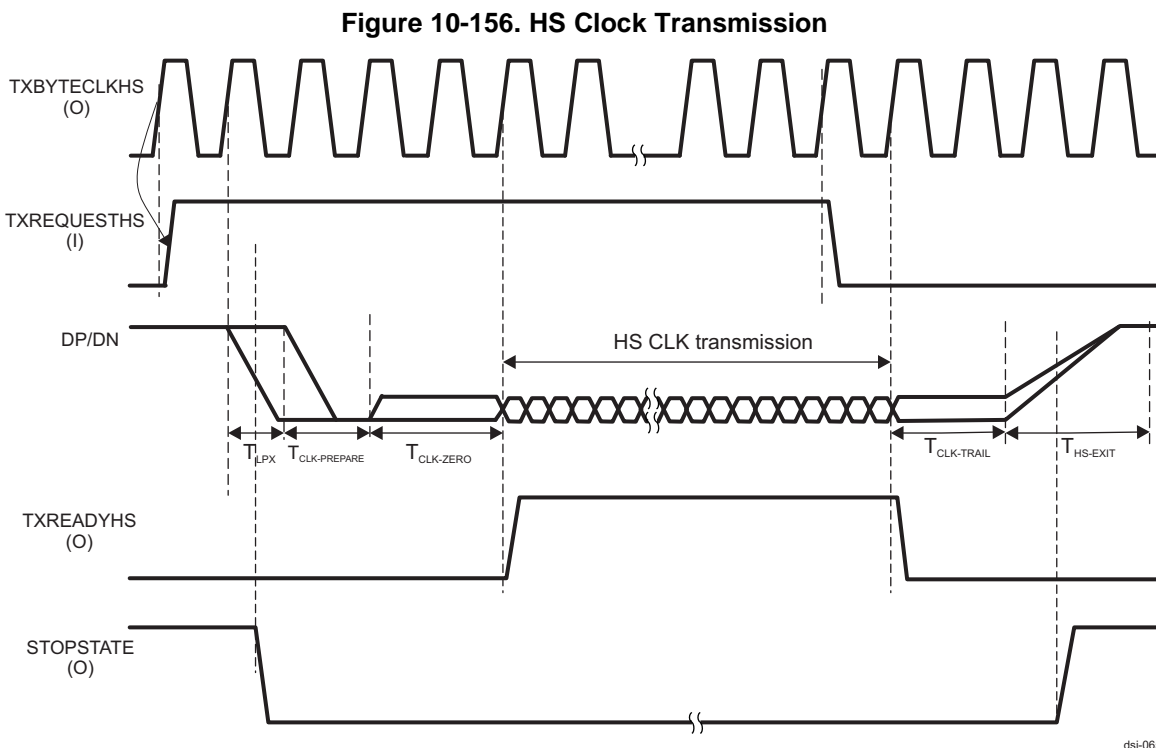 Figure 10-156. HS Clock Transmission
TXBYTECLKHS
(O)
TXREQUESTHS
(I)
DP/DN
HS CLK transmission
TLPX
TCLK-PREPARE
TCLK-ZERO
TCLK-TRAIL
THS-EXIT
TXREADYHS
(O)
STOPSTATE
(O)
dsi-06